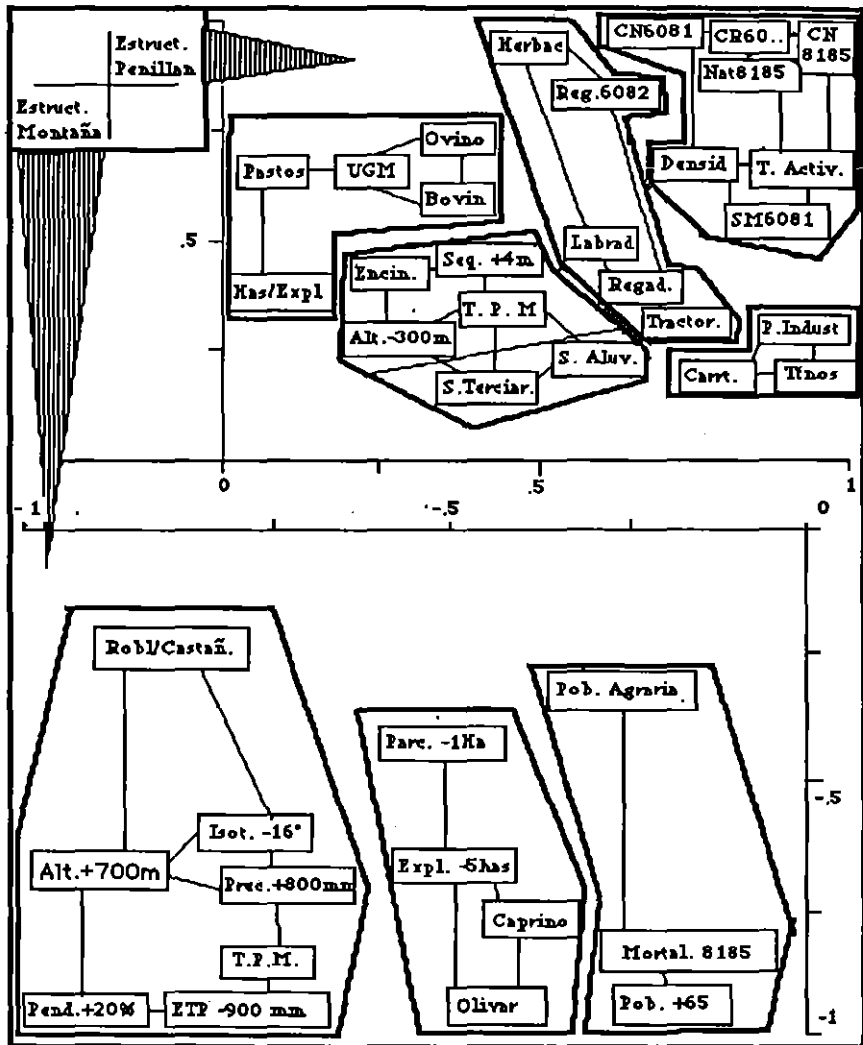 Estruct.
Penillan
Estruct.
Montaña
Herbac
CN6081
CR60..
CN
8185
Nat8185
Reg.6082
Ovino
Pastos
UGM
Bovin
Densid
T. Activ.
SM6081
.5
Labrad
Encin.
Seq. +4m
Has/Expl
Regad.
T. P. M
Tractor.
Alt.-300m
S. Aluv.
P. Indust
S.Terciar.
Carrt.
Tfnos
0
.5
1
- 1
-.5
0
Robl/Castañ.
Pob. Agraria
Parc. -1Ha
-.5
Isot. -16°
Alt.+700m
Prec.+800mm
Expl. -5has
Caprino
T.P.M.
Mortal. 8185
Pend.+20%
ETP -900 mm
Olivar
Pob. +65
-1